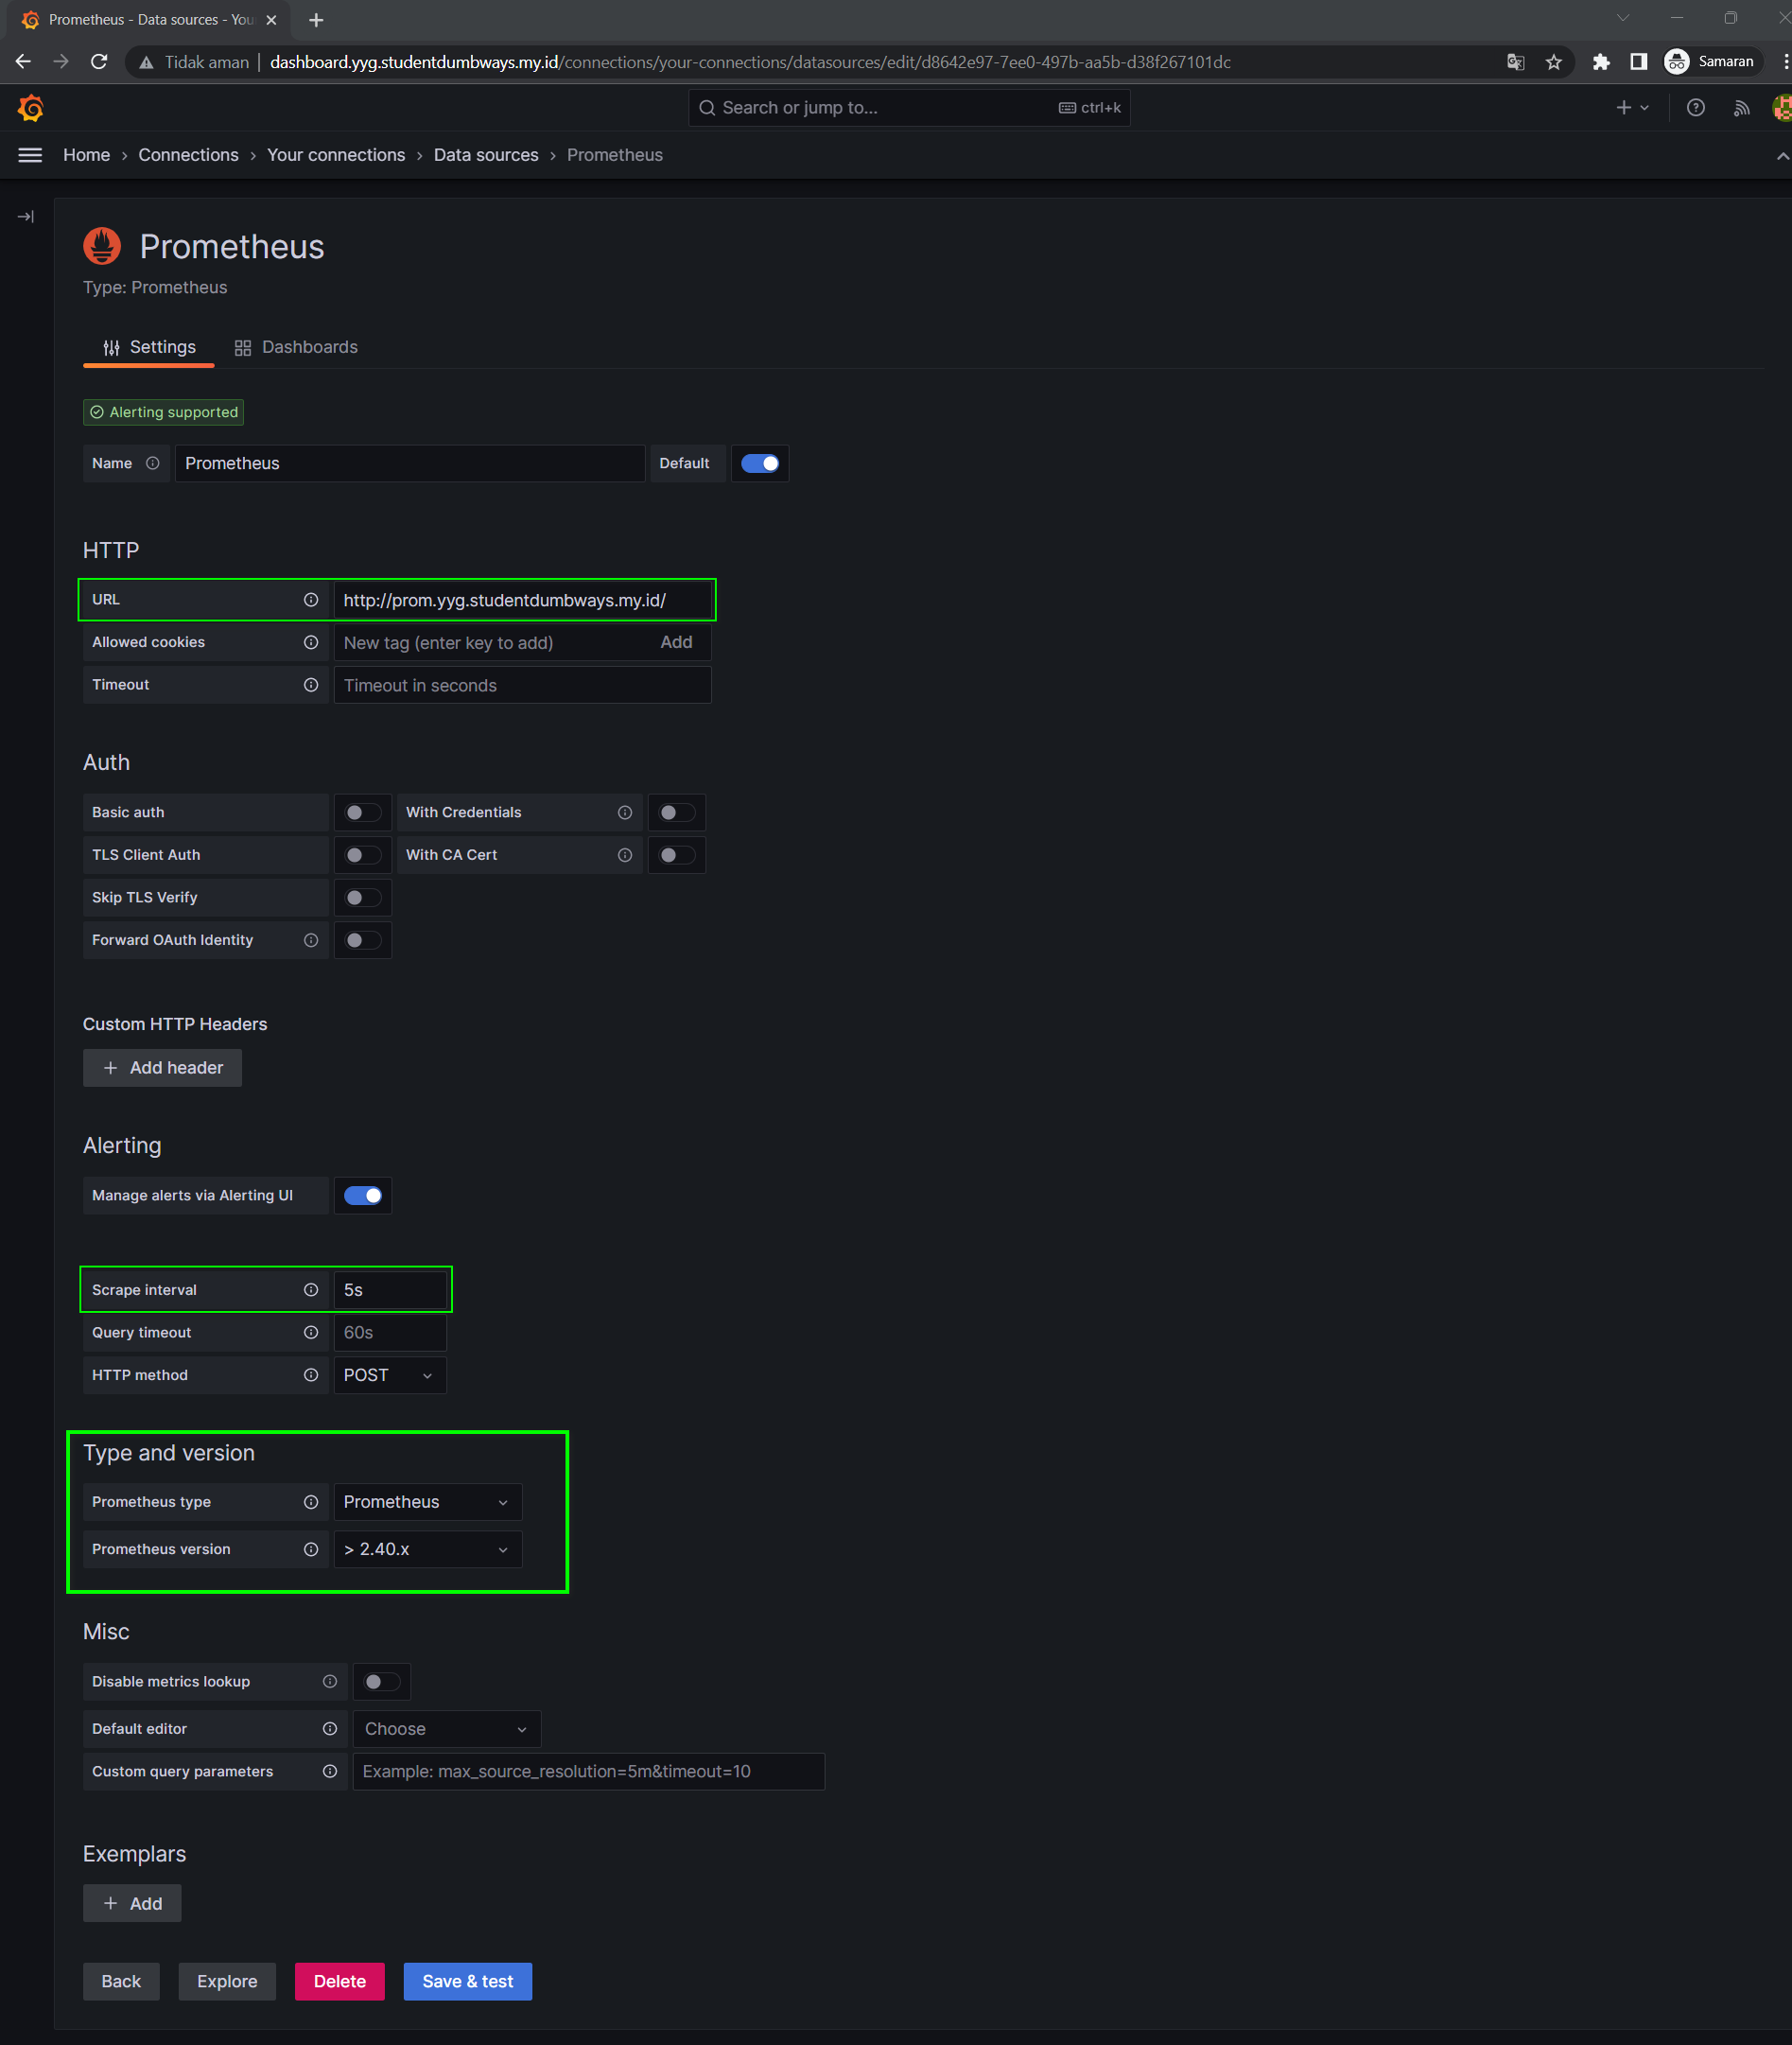 Prometheus - Data sources - You
Tidak aman | dashboard.yyg.studentdumbways.my.id/connections/your-connections/datasources/edit/d8642e97-7ee0-497b-aa5b-d38f267101dc
Samaran
Search or jump to...
ctrl+k
Home › Connections › Your connections › Data sources › Prometheus
Prometheus
Type: Prometheus
Settings
Dashboards
Alerting supported
Name Prometheus Default
HTTP
URL http://prom.yyg.studentdumbways.my.id/
Allowed cookies New tag (enter key to add) Add
Timeout Timeout in seconds
Auth
Basic auth With Credentials
TLS Client Auth With CA Cert
Skip TLS Verify
Forward OAuth Identity
Custom HTTP Headers
+ Add header
Alerting
Manage alerts via Alerting UI
Scrape interval 5s
Query timeout 60s
HTTP method POST
Type and version
Prometheus type Prometheus
Prometheus version > 2.40.x
Misc
Disable metrics lookup
Default editor Choose
Custom query parameters Example: max_source_resolution=5m&timeout=10
Exemplars
+ Add
Back Explore Delete Save & test